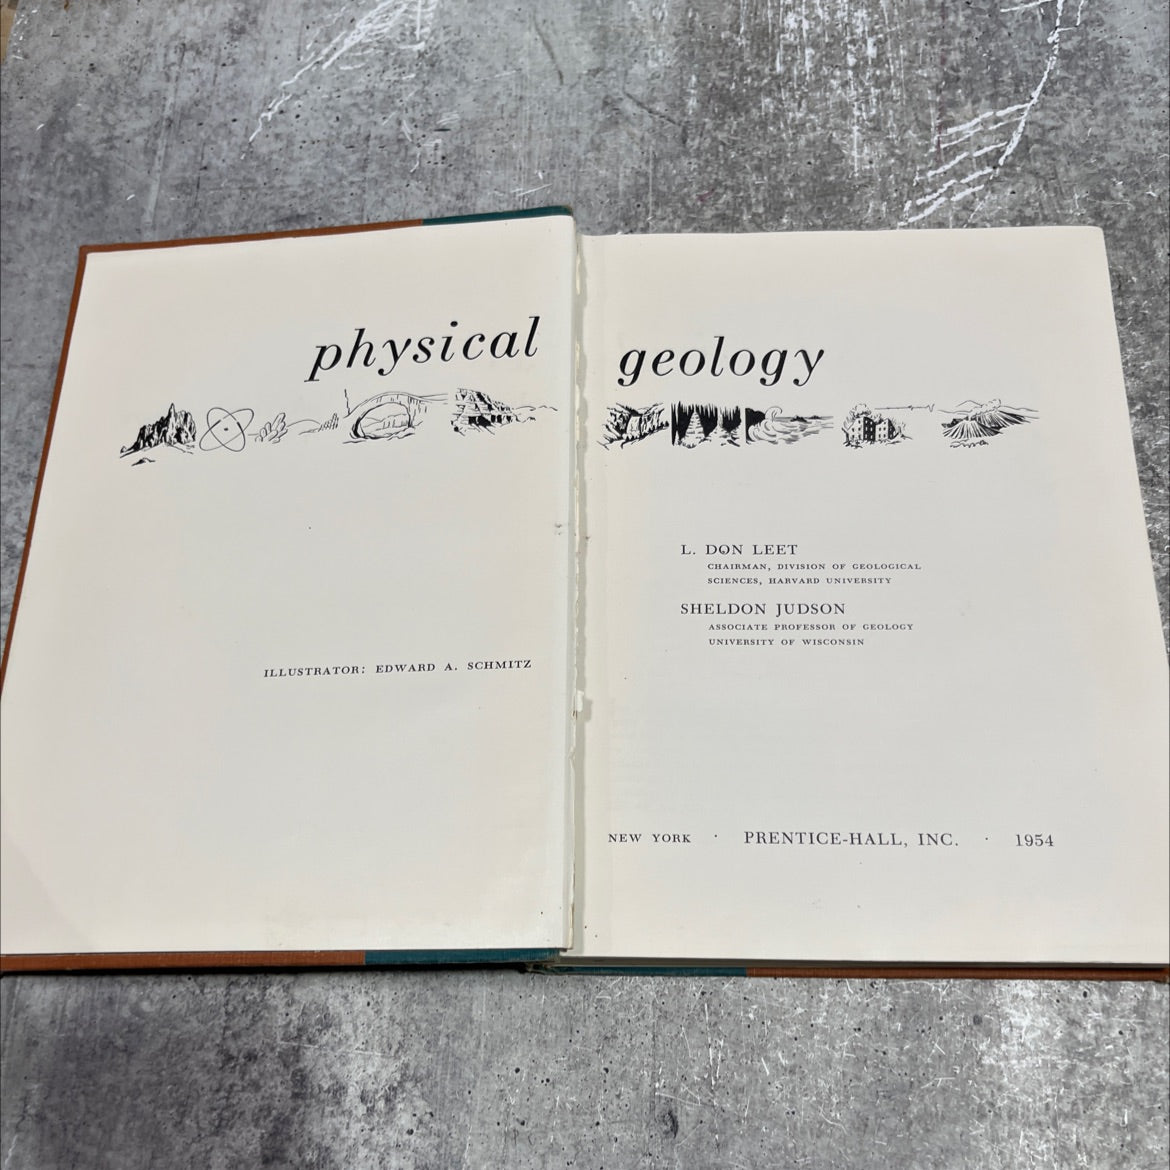 physical
geology
ILLUSTRATOR: EDWARD A. SCHMITZ
L. DON LEET
CHAIRMAN, DIVISION OF GEOLOGICAL
SCIENCES, HARVARD UNIVERSITY
SHELDON JUDSON
ASSOCIATE PROFESSOR OF GEOLOGY
UNIVERSITY OF WISCONSIN
NEW YORK · PRENTICE-HALL, INC. · 1954